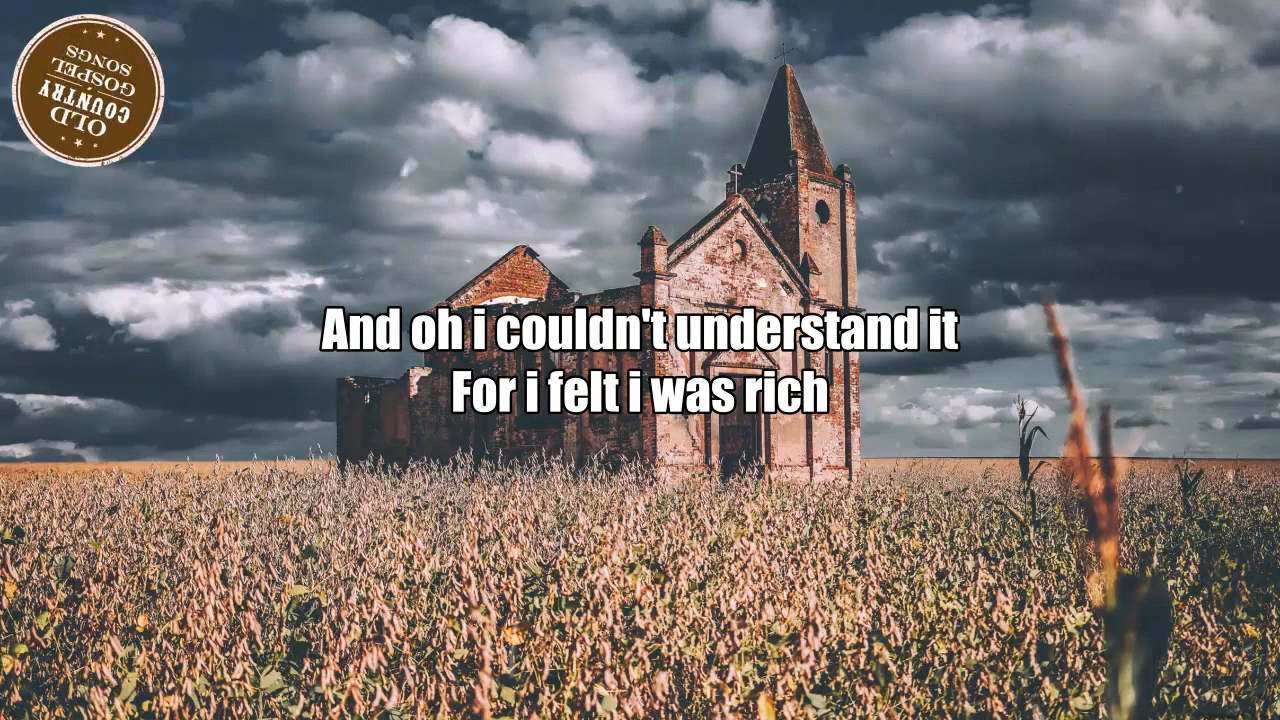 OLD
COUNTRY
GOSPEL
SONGS
And oh i couldn't understand it
For i felt i was rich